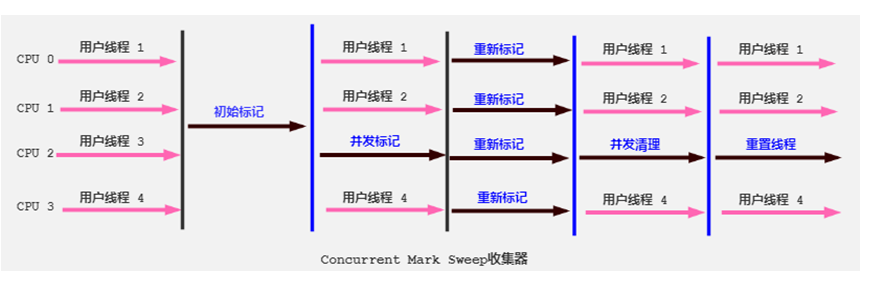 用户线程 1 用户线程 1 重新标记 用户线程 1 用户线程 1
CPU 0
用户线程 2 初始标记 用户线程 2 重新标记 用户线程 2 用户线程 2
CPU 1
用户线程 3 并发标记 重新标记 并发清理 重置线程
CPU 2
用户线程 4 用户线程 4 重新标记 用户线程 4 用户线程 4
CPU 3
Concurrent Mark Sweep收集器